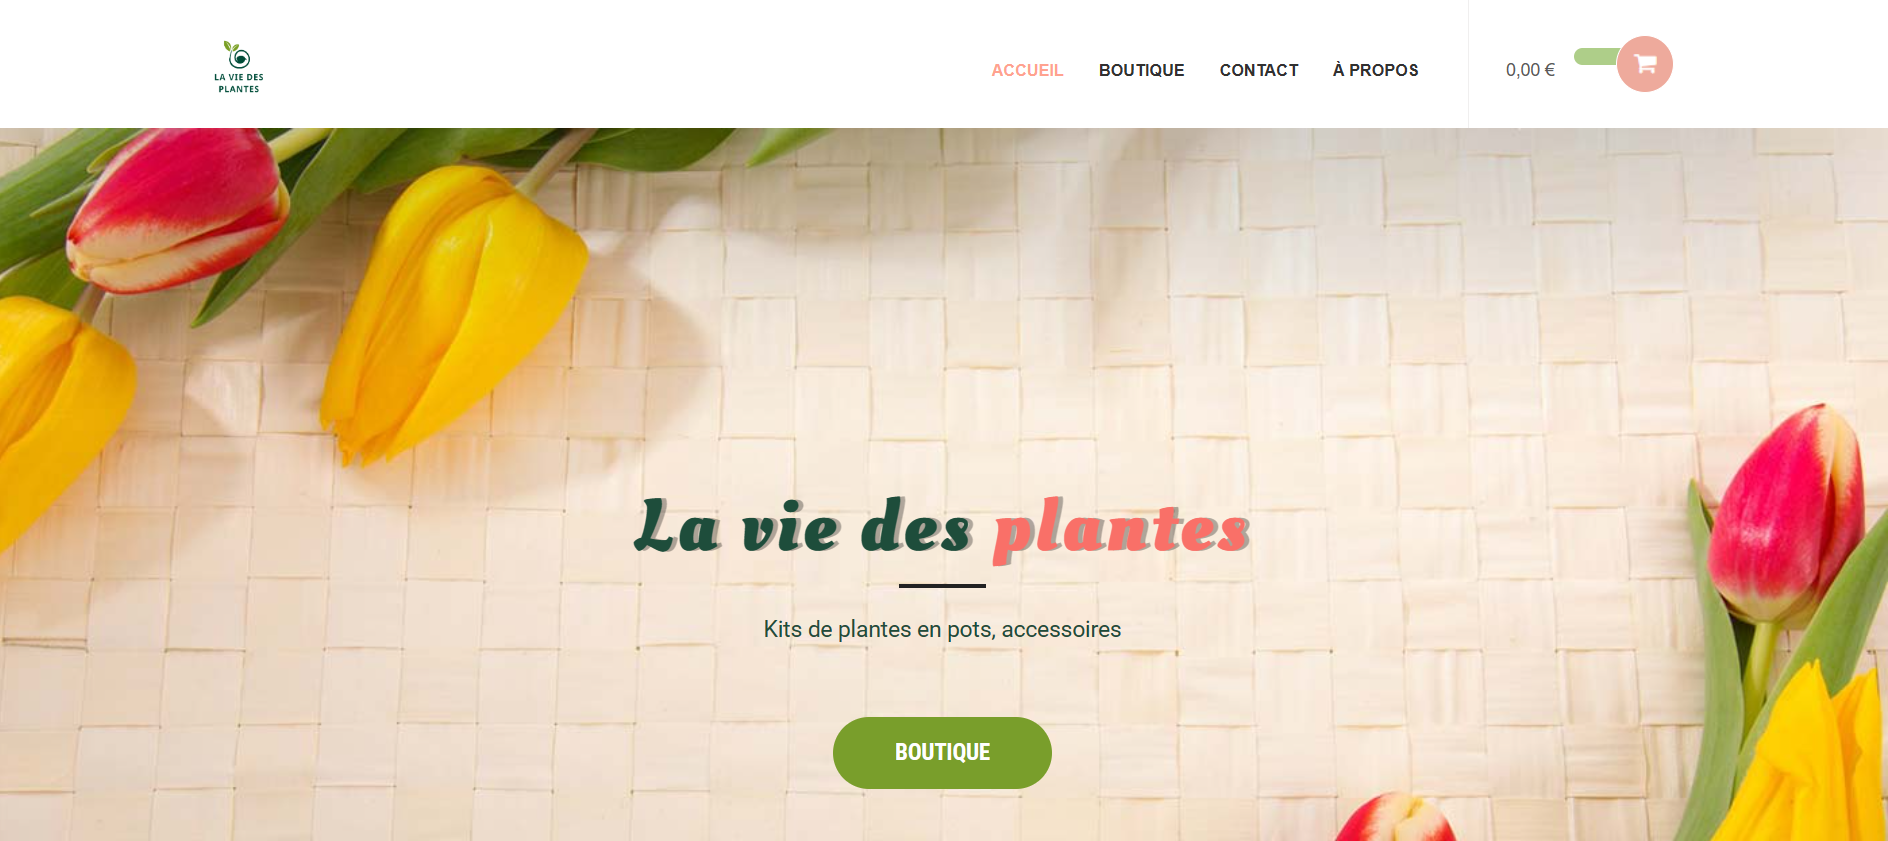 LA VIE DES
PLANTES
ACCUEIL BOUTIQUE CONTACT À PROPOS 0,00 €
La vie des plantes
Kits de plantes en pots, accessoires
BOUTIQUE